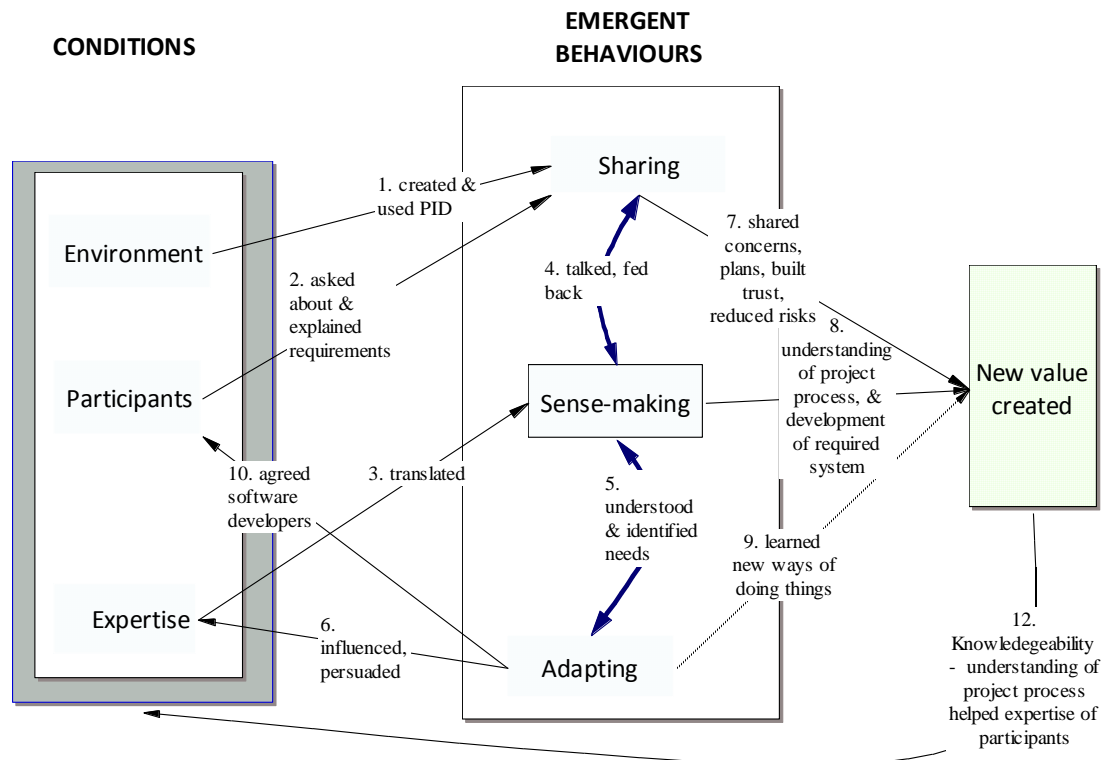 CONDITIONS
EMERGENT
BEHAVIOURS
Environment
Participants
Expertise
1. created &
used PID
2. asked
about &
explained
requirements
3. translated
10. agreed
software
developers
6.
influenced,
persuaded
Sharing
4. talked, fed
back
Sense-making
5.
understood
& identified
needs
Adapting
7. shared
concerns,
plans, built
trust,
reduced risks
8.
understanding
of project
process, &
development
of required
system
9. learned
new ways of
doing things
New value
created
12.
Knowledegeability
- understanding of
project process
helped expertise of
participants